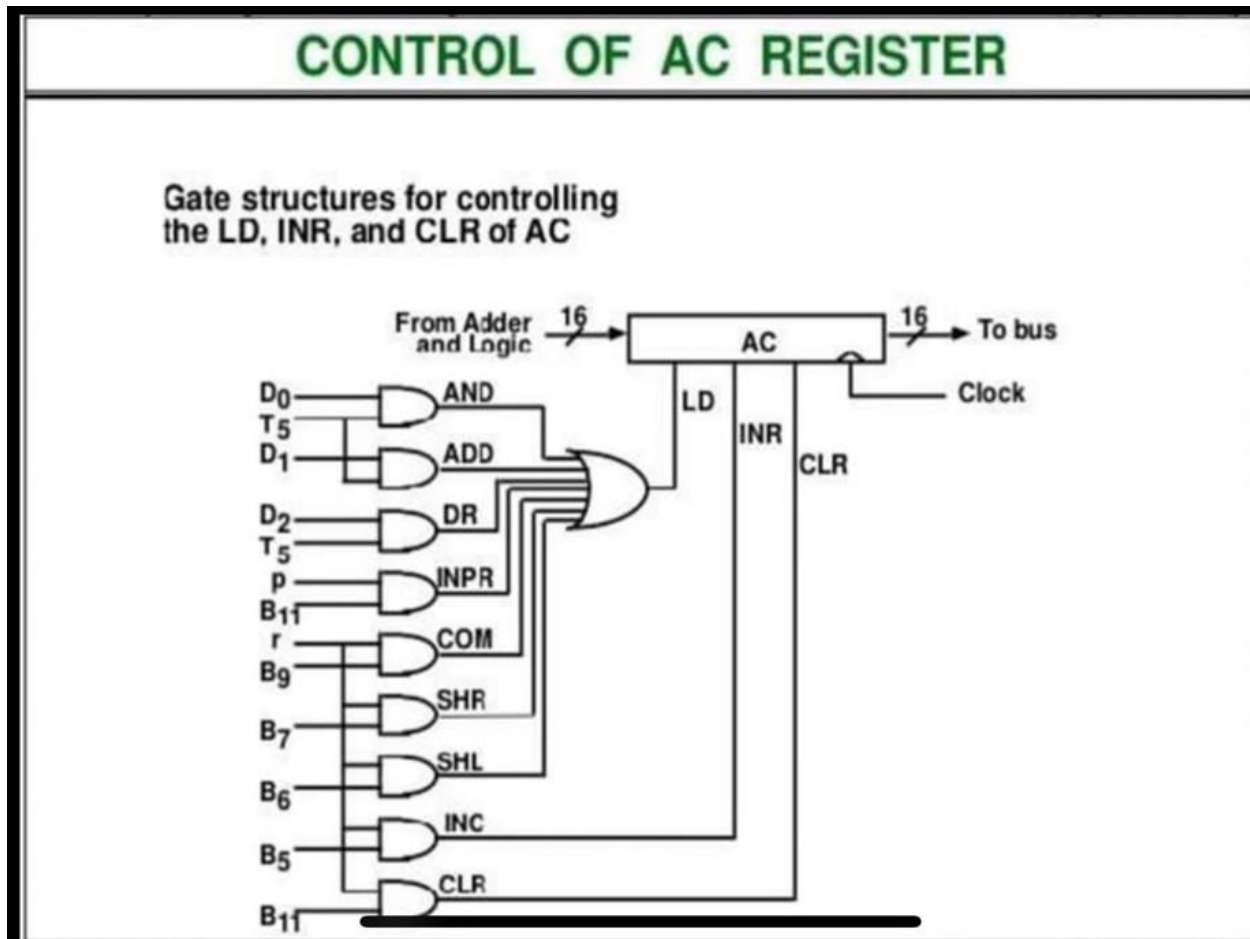 CONTROL OF AC REGISTER
Gate structures for controlling
the LD, INR, and CLR of AC
From Adder
and Logic
16
AC
16
To bus
Clock
LD
INR
CLR
D0
T5
AND
D1
ADD
D2
T5
DR
p
B11
INPR
r
B9
COM
B7
SHR
B6
SHL
B5
INC
B11
CLR